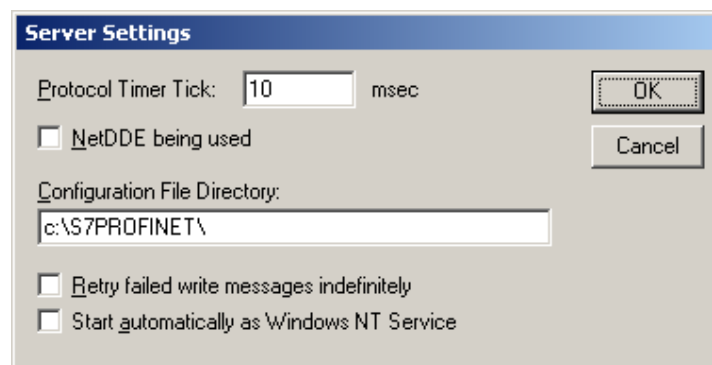 Server Settings
Protocol Timer Tick: 10 msec OK
NetDDE being used Cancel
Configuration File Directory:
c:\S7PROFINET\
Retry failed write messages indefinitely
Start automatically as Windows NT Service